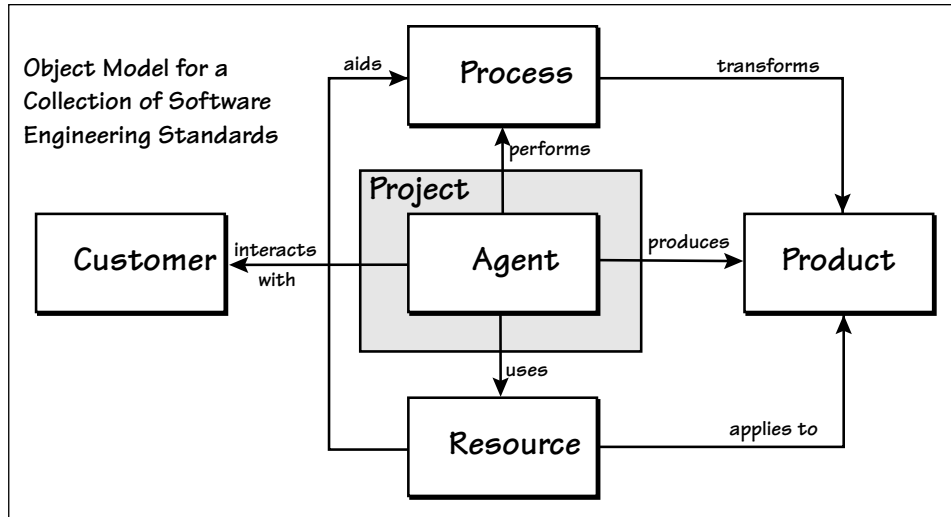 Object Model for a
Collection of Software
Engineering Standards
aids
Process
transforms
performs
Project
Customer
interacts
with
Agent
produces
Product
uses
Resource
applies to